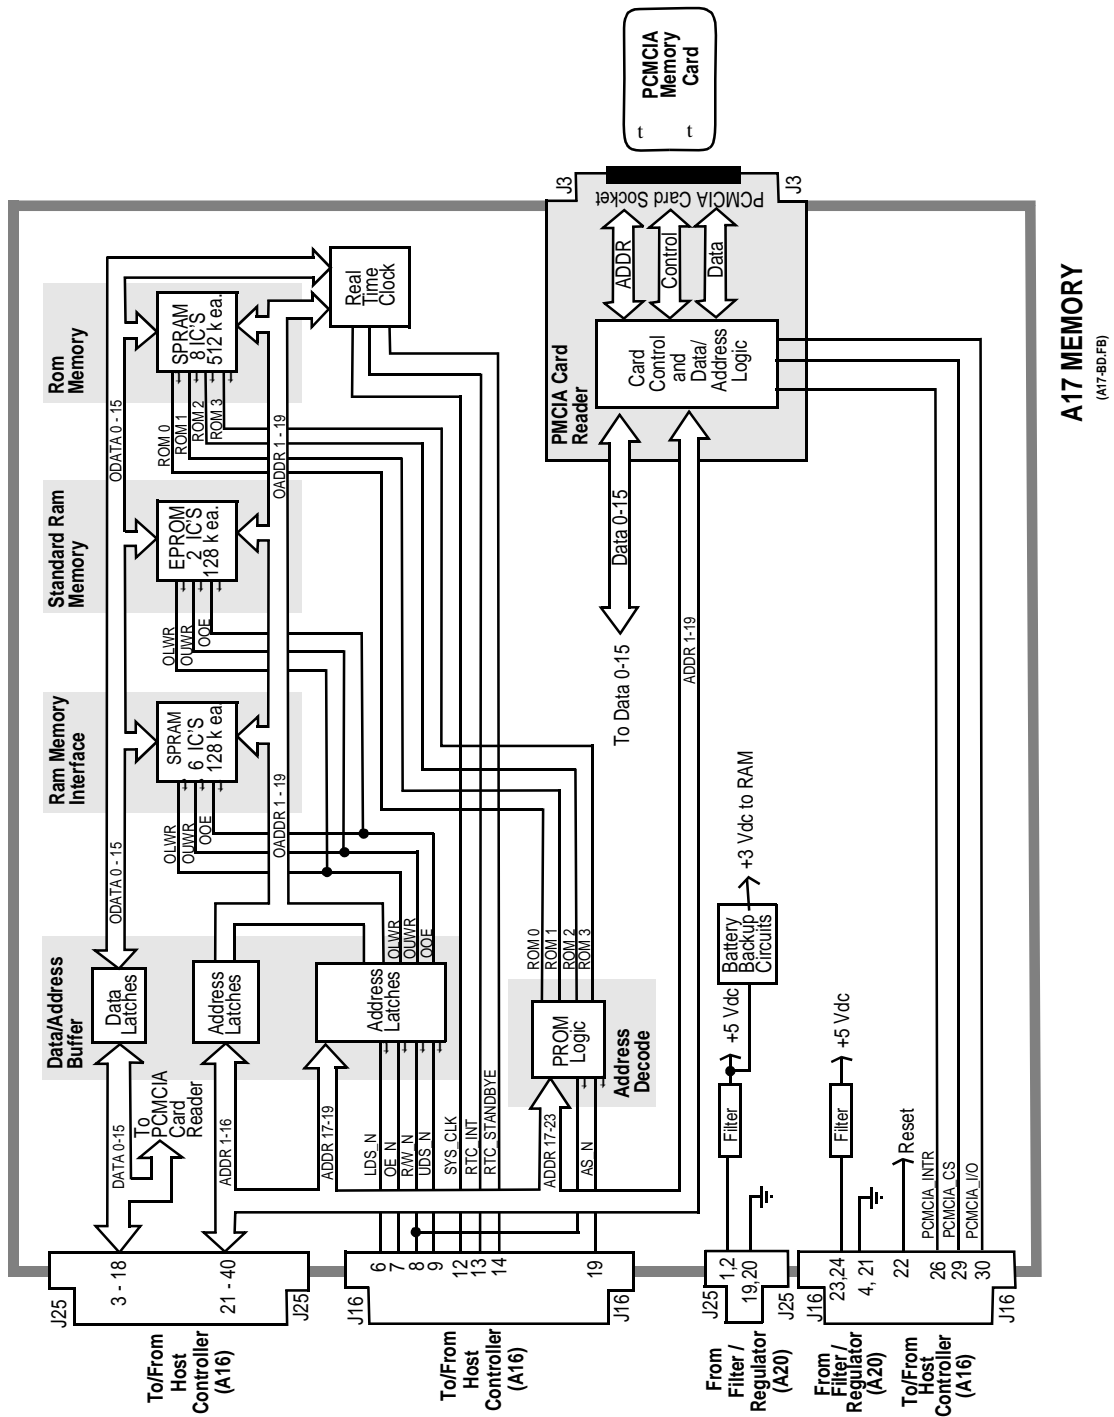 Rom
Memory
Standard Ram
Memory
Ram Memory
Interface
Data/Address
Buffer
SPRAM
8 IC'S
512 k ea.
EPROM
2 IC'S
128 k ea.
SPRAM
6 IC'S
128 k ea.
Real
Time
Clock
ODATA 0 - 15
ODATA 0 - 15
OADDR 1 - 19
OADDR 1 - 19
ROM 0
ROM 1
ROM 2
ROM 3
OLWR
OUWR
OOE
OLWR
OUWR
OOE
OLWR
OUWR
OOE
Data
Latches
Address
Latches
Address
Latches
DATA 0-15
To
PCMCIA
Card
Reader
ADDR 1-16
ADDR 17-19
LDS_N
OE_N
R/W_N
UDS_N
SYS_CLK
RTC_INT
RTC_STANDBYE
ADDR 17-23
AS_N
PROM
Logic
Address
Decode
ROM 0
ROM 1
ROM 2
ROM 3
PMCIA Card
Reader
Card
Control
and
Data/
Address
Logic
ADDR
Control
Data
PCMCIA Card Socket
J3
J3
PCMCIA
Memory
Card
t
t
Data 0-15
To Data 0-15
ADDR 1-19
Filter
+5 Vdc
Battery
Backup
Circuits
+3 Vdc to RAM
Filter
+5 Vdc
Reset
PCMCIA_INTR
PCMCIA_CS
PCMCIA_I/O
J25
3 - 18
21 - 40
J25
To/From
Host
Controller
(A16)
J16
6
7
8
9
12
13
14
19
J16
To/From
Host
Controller
(A16)
J25
1,2
19,20
J25
From
Filter /
Regulator
(A20)
J16
23,24
4, 21
22
26
29
30
J16
From
Filter /
Regulator
(A20)
To/From
Host
Controller
(A16)
A17 MEMORY
(A17-BD.FB)